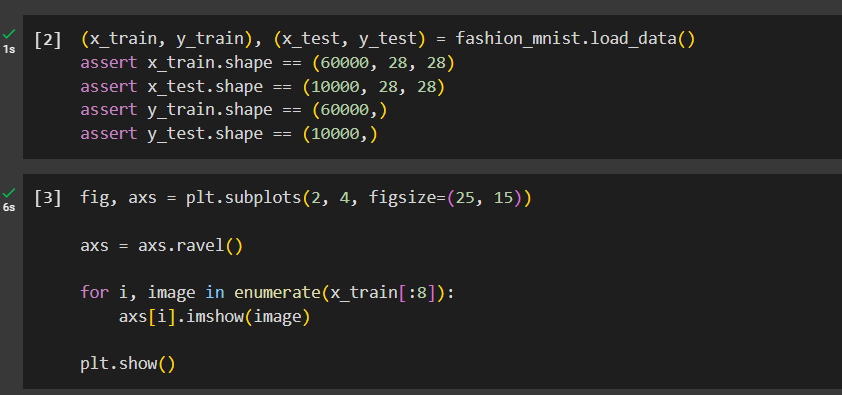 [2] (x_train, y_train), (x_test, y_test) = fashion_mnist.load_data()
1s assert x_train.shape == (60000, 28, 28)
assert x_test.shape == (10000, 28, 28)
assert y_train.shape == (60000,)
assert y_test.shape == (10000,)
[3] fig, axs = plt.subplots(2, 4, figsize=(25, 15))
6s
axs = axs.ravel()
for i, image in enumerate(x_train[:8]):
    axs[i].imshow(image)
plt.show()